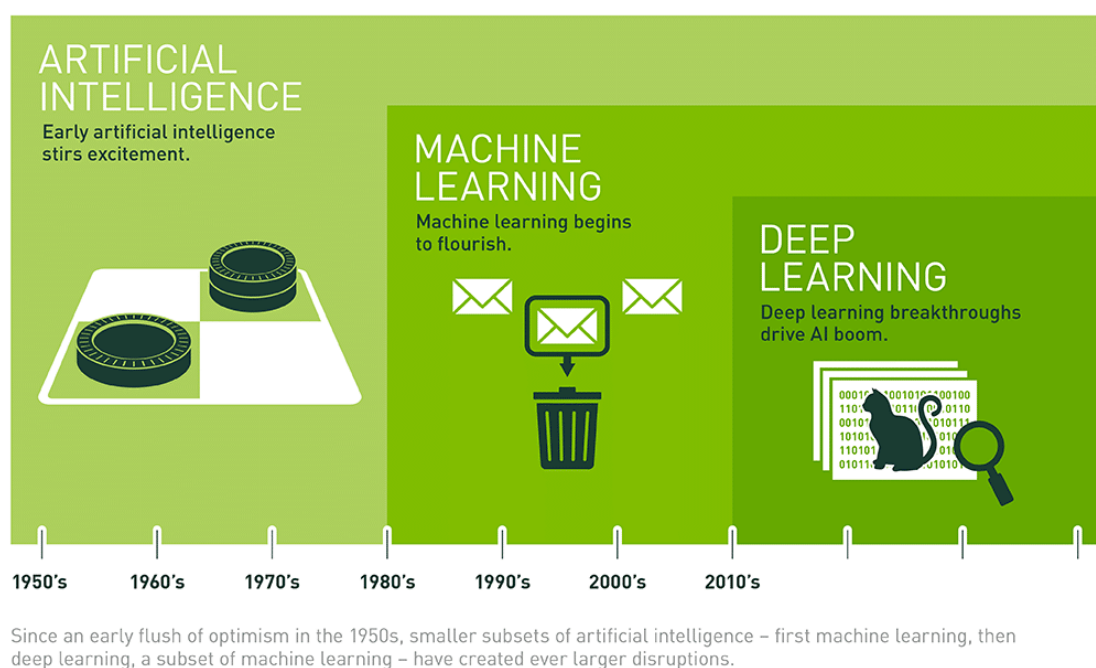 ARTIFICIAL
INTELLIGENCE
Early artificial intelligence
stirs excitement.
MACHINE
LEARNING
Machine learning begins
to flourish.
DEEP
LEARNING
Deep learning breakthroughs
drive AI boom.
1950's 1960's 1970's 1980's 1990's 2000's 2010's
Since an early flush of optimism in the 1950s, smaller subsets of artificial intelligence – first machine learning, then
deep learning, a subset of machine learning – have created ever larger disruptions.